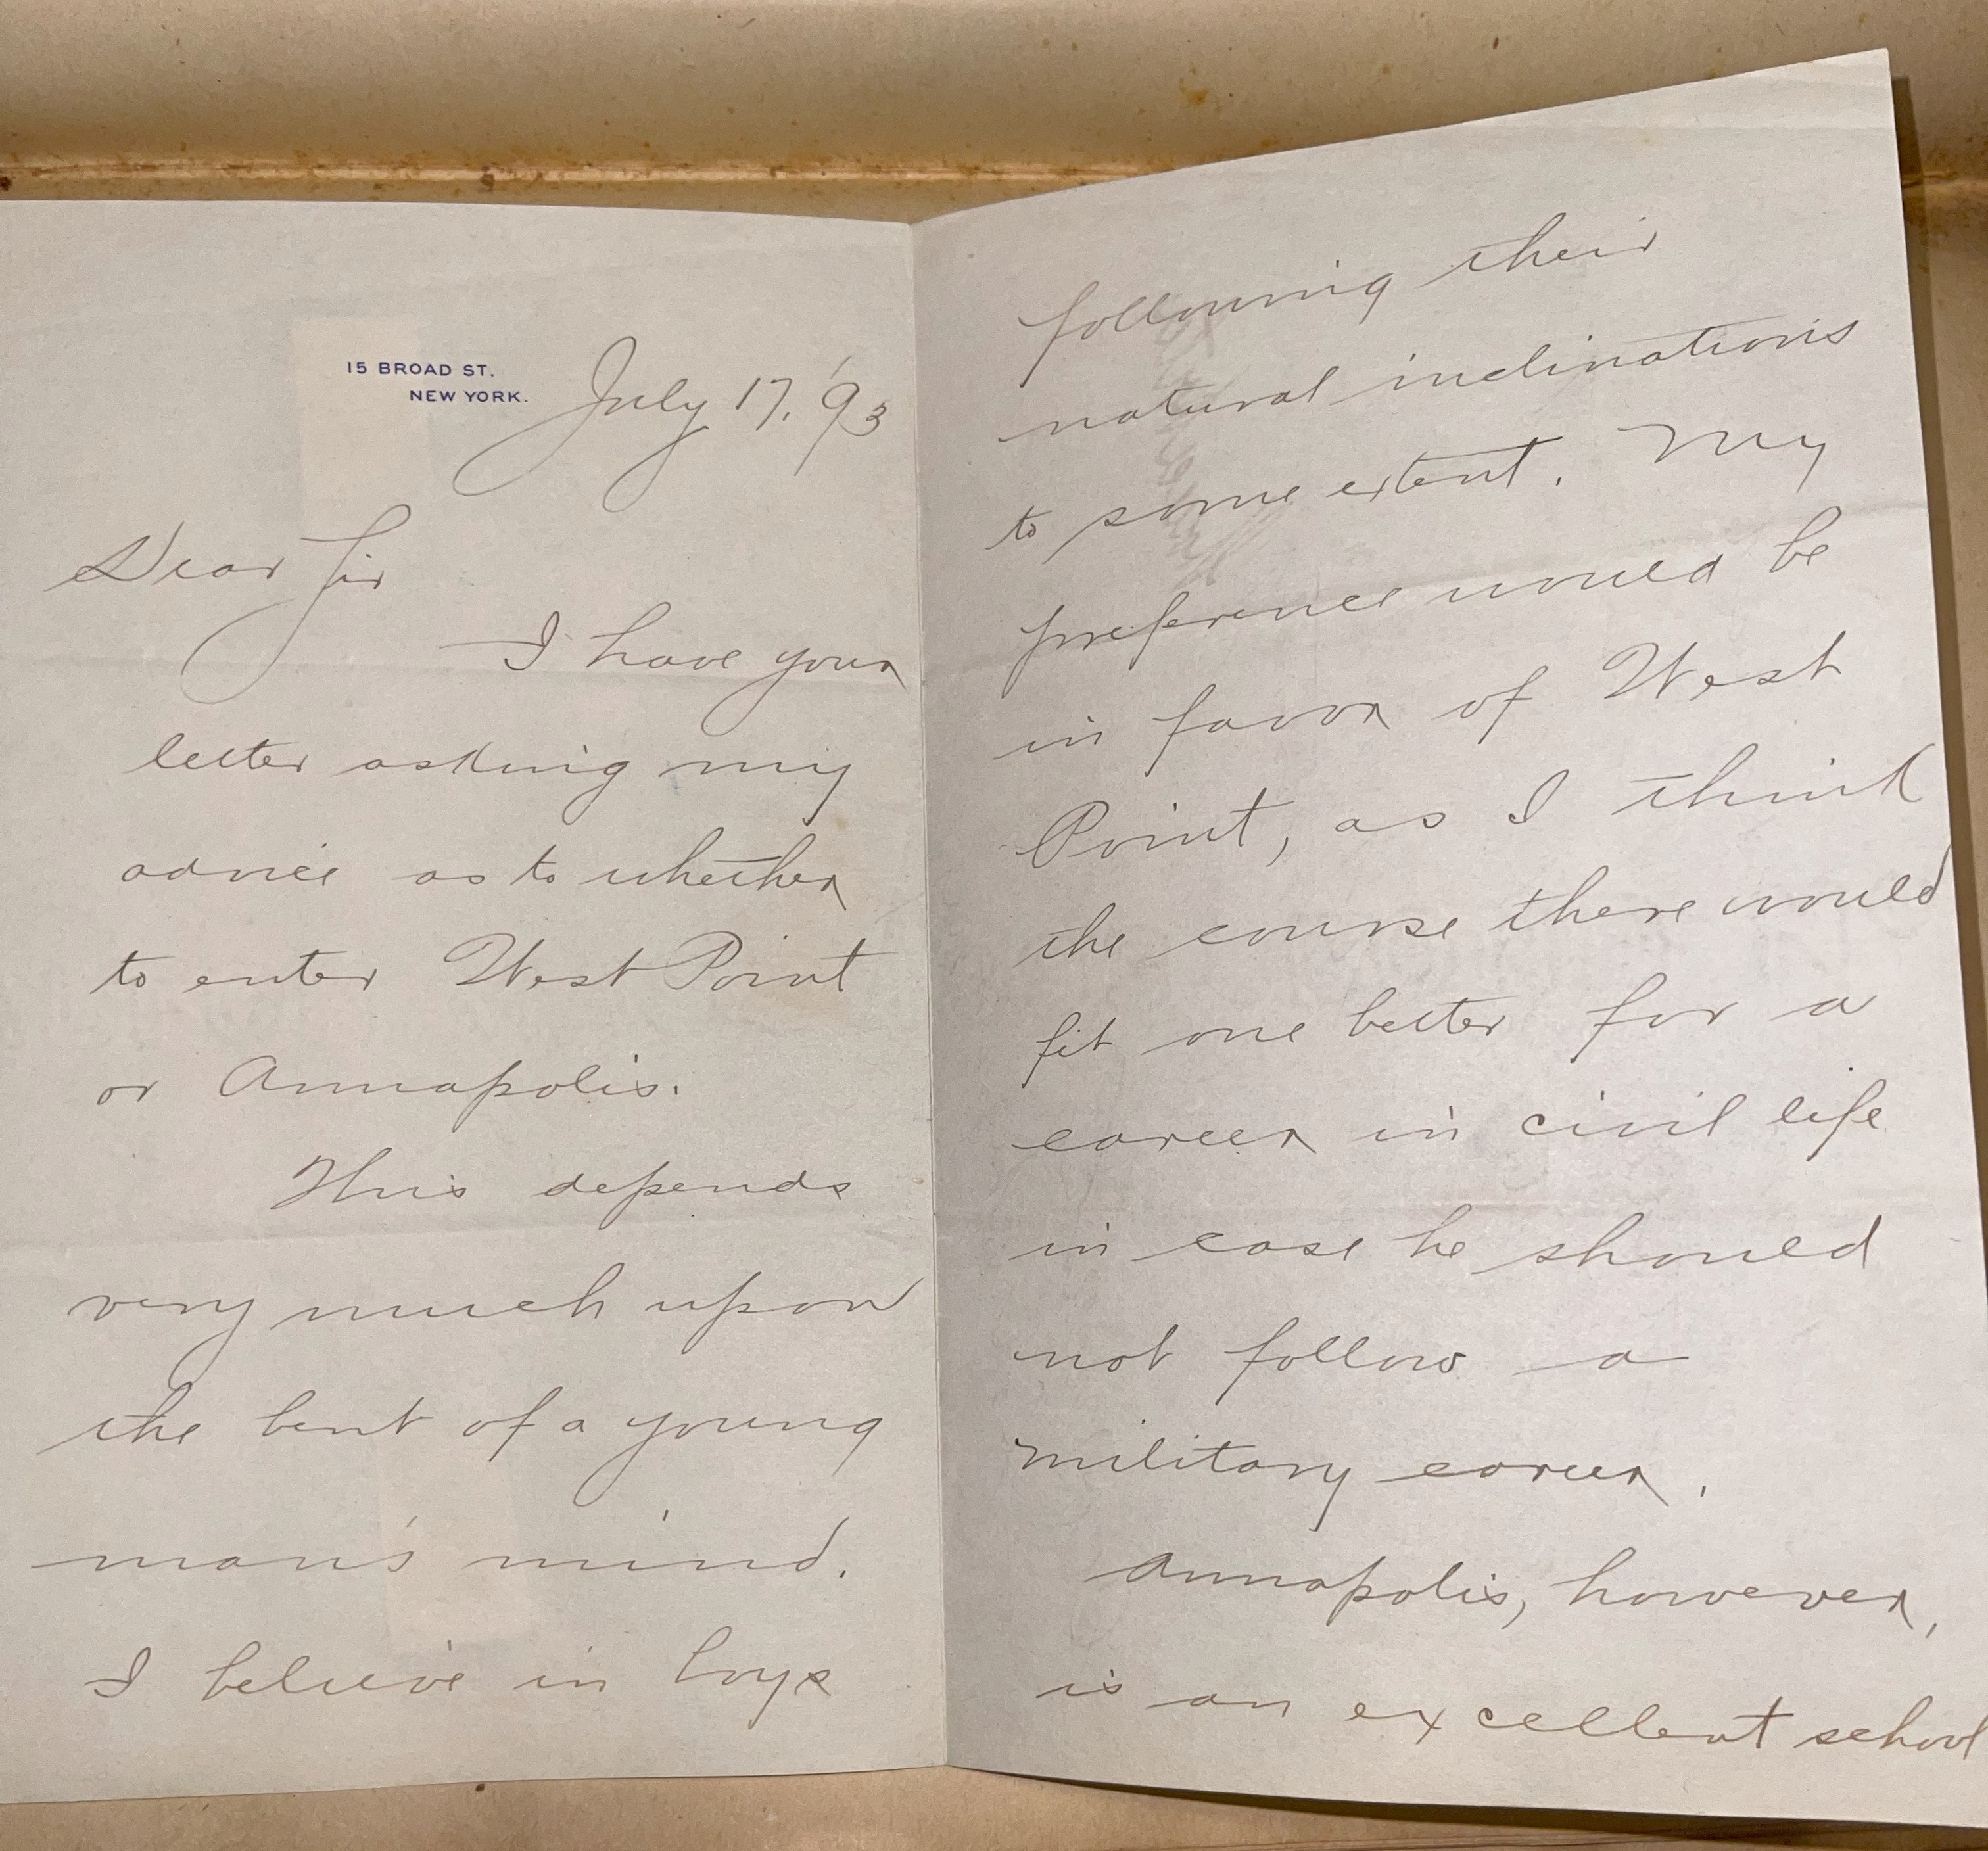 15 BROAD ST.
NEW YORK.
July 17, '93
Dear Sir
I have your
letter asking my
advice as to whether
to enter West Point
or Annapolis.
This depends
very much upon
the bent of a young
man's mind.
I believe in boys
following their
natural inclinations
to some extent. My
preference would be
in favor of West
Point, as I think
the course there would
fit one better for a
career in civil life
in case he should
not follow a
military career.
Annapolis, however,
is an excellent school